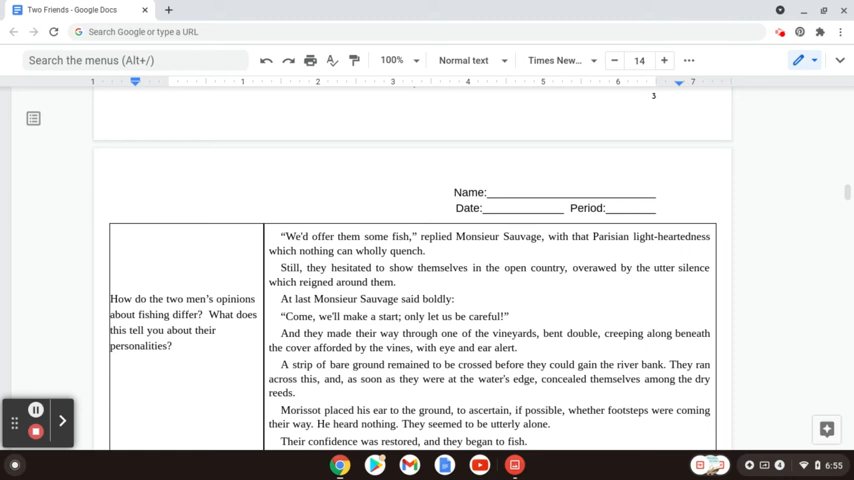 Two Friends - Google Docs
Search Google or type a URL
Search the menus (Alt+/)
100%
Normal text
Times New...
14
1 1 2 3 4 5 6 7
3
Name:
Date: Period:
How do the two men's opinions
about fishing differ? What does
this tell you about their
personalities?
“We'd offer them some fish,” replied Monsieur Sauvage, with that Parisian light-heartedness
which nothing can wholly quench.
Still, they hesitated to show themselves in the open country, overawed by the utter silence
which reigned around them.
At last Monsieur Sauvage said boldly:
“Come, we'll make a start; only let us be careful!”
And they made their way through one of the vineyards, bent double, creeping along beneath
the cover afforded by the vines, with eye and ear alert.
A strip of bare ground remained to be crossed before they could gain the river bank. They ran
across this, and, as soon as they were at the water's edge, concealed themselves among the dry
reeds.
Morissot placed his ear to the ground, to ascertain, if possible, whether footsteps were coming
their way. He heard nothing. They seemed to be utterly alone.
Their confidence was restored, and they began to fish.
4
6:55